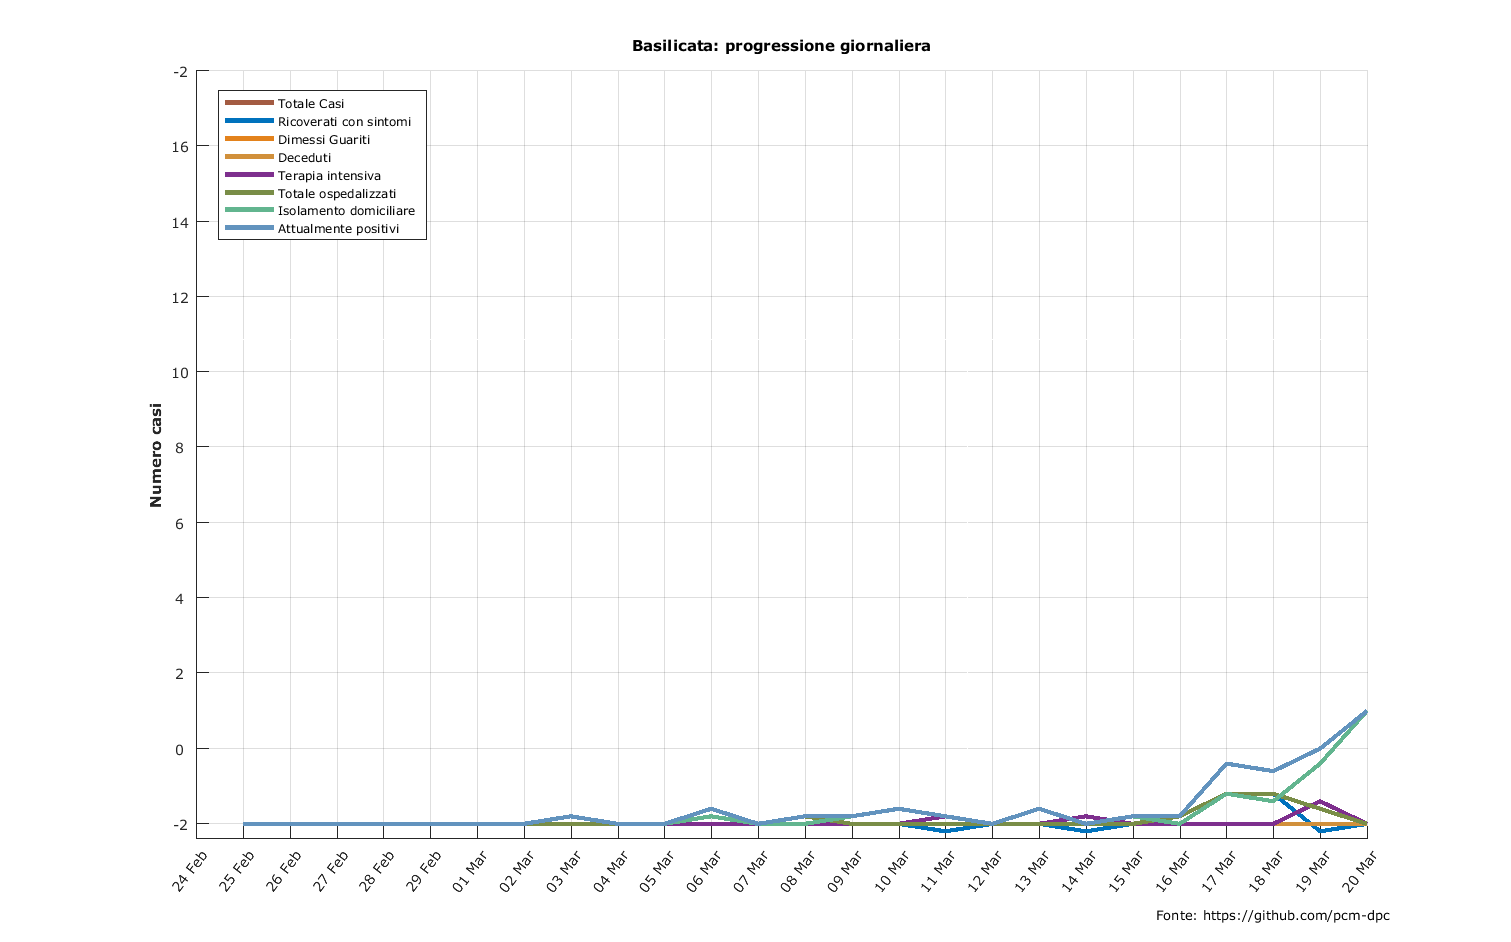 Basilicata: progressione giornaliera
-2
16
14
12
10
8
6
4
2
0
-2
Numero casi
Totale Casi
Ricoverati con sintomi
Dimessi Guariti
Deceduti
Terapia intensiva
Totale ospedalizzati
Isolamento domiciliare
Attualmente positivi
24 Feb
25 Feb
26 Feb
27 Feb
28 Feb
29 Feb
01 Mar
02 Mar
03 Mar
04 Mar
05 Mar
06 Mar
07 Mar
08 Mar
09 Mar
10 Mar
11 Mar
12 Mar
13 Mar
14 Mar
15 Mar
16 Mar
17 Mar
18 Mar
19 Mar
20 Mar
Fonte: https://github.com/pcm-dpc